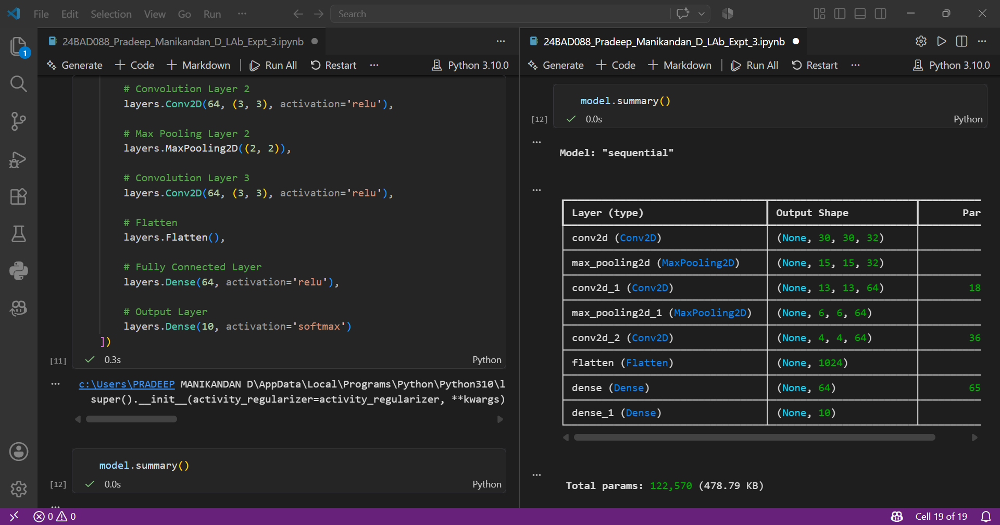 File Edit Selection View Go Run ··· Search
24BAD088_Pradeep_Manikandan_D_LAb_Expt_3.ipynb
Generate + Code + Markdown Run All Restart ··· Python 3.10.0
# Convolution Layer 2
layers.Conv2D(64, (3, 3), activation='relu'),
# Max Pooling Layer 2
layers.MaxPooling2D((2, 2)),
# Convolution Layer 3
layers.Conv2D(64, (3, 3), activation='relu'),
# Flatten
layers.Flatten(),
# Fully Connected Layer
layers.Dense(64, activation='relu'),
# Output Layer
layers.Dense(10, activation='softmax')
])
[11] 0.3s Python
c:\Users\PRADEEP MANIKANDAN D\AppData\Local\Programs\Python\Python310\l
super().__init__(activity_regularizer=activity_regularizer, **kwargs)
model.summary()
[12] 0.0s Python
24BAD088_Pradeep_Manikandan_D_LAb_Expt_3.ipynb
Generate + Code + Markdown Run All Restart ··· Python 3.10.0
model.summary()
[12] 0.0s Python
Model: "sequential"
Layer (type) Output Shape Par
conv2d (Conv2D) (None, 30, 30, 32)
max_pooling2d (MaxPooling2D) (None, 15, 15, 32)
conv2d_1 (Conv2D) (None, 13, 13, 64) 18
max_pooling2d_1 (MaxPooling2D) (None, 6, 6, 64)
conv2d_2 (Conv2D) (None, 4, 4, 64) 36
flatten (Flatten) (None, 1024)
dense (Dense) (None, 64) 65
dense_1 (Dense) (None, 10)
Total params: 122,570 (478.79 KB)
1
0 0 Cell 19 of 19